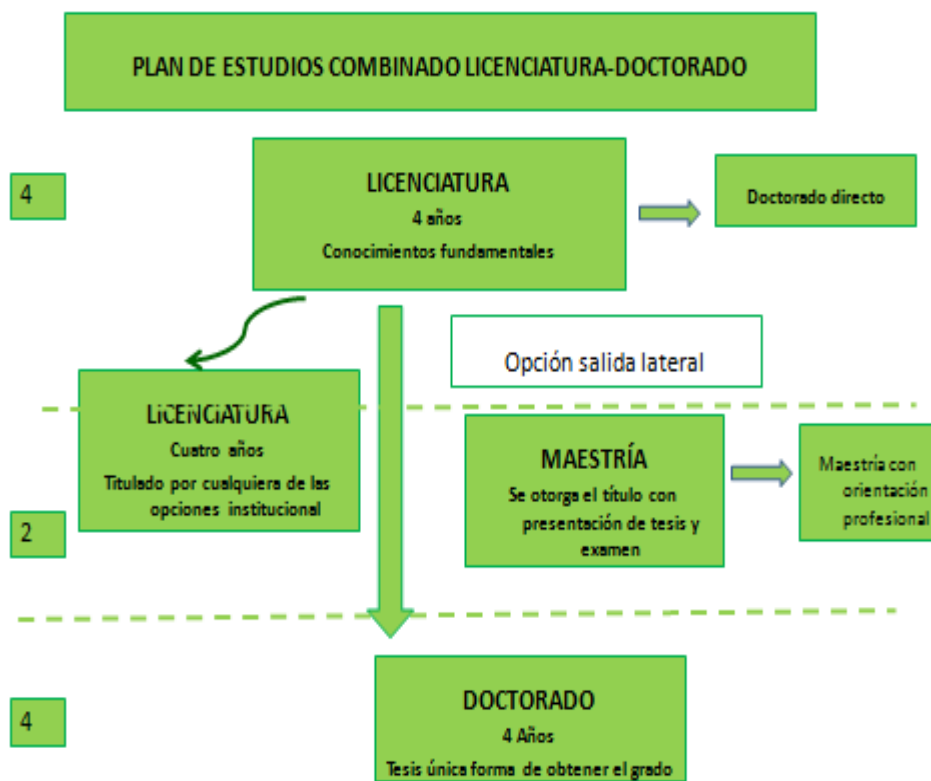 PLAN DE ESTUDIOS COMBINADO LICENCIATURA-DOCTORADO
4
LICENCIATURA
4 años
Conocimientos fundamentales
Doctorado directo
Opción salida lateral
LICENCIATURA
Cuatro años
Titulado por cualquiera de las
opciones institucional
2
MAESTRÍA
Se otorga el título con
presentación de tesis y
examen
Maestría con
orientación
profesional
4
DOCTORADO
4 Años
Tesis única forma de obtener el grado